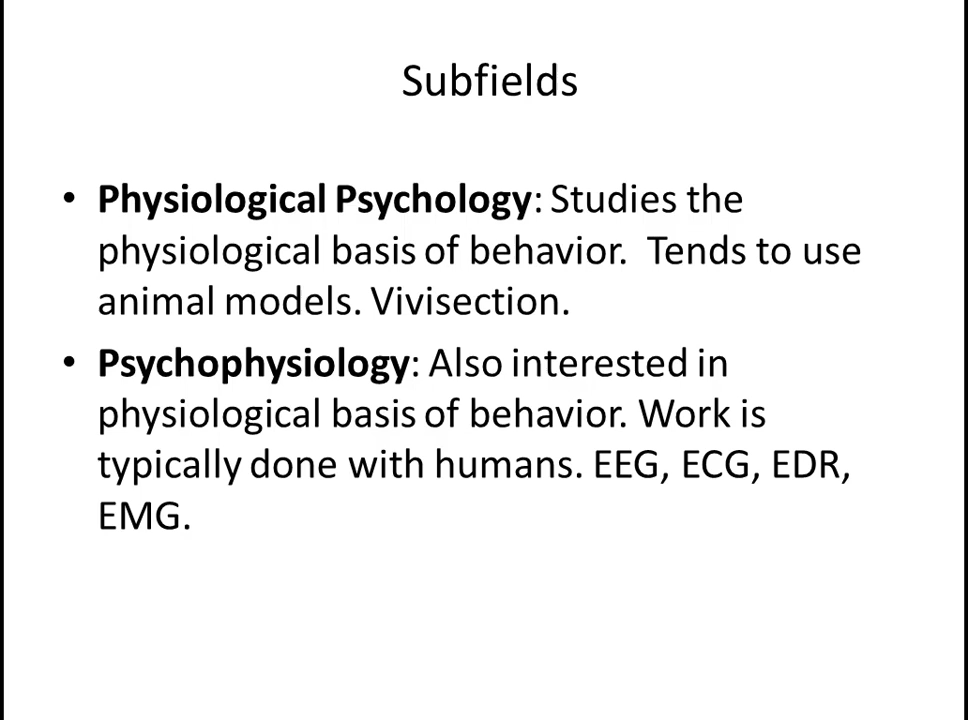 Subfields
• Physiological Psychology: Studies the
physiological basis of behavior.  Tends to use
animal models. Vivisection.
• Psychophysiology: Also interested in
physiological basis of behavior. Work is
typically done with humans. EEG, ECG, EDR,
EMG.